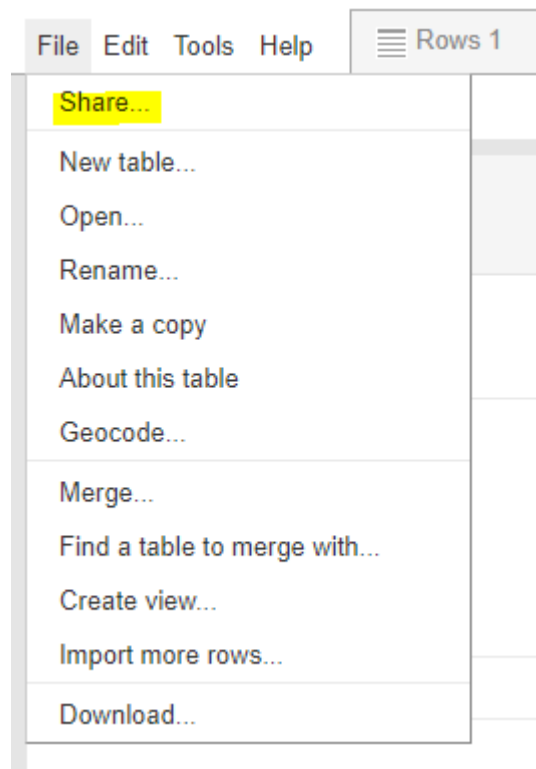 File Edit Tools Help Rows 1
Share...
New table...
Open...
Rename...
Make a copy
About this table
Geocode...
Merge...
Find a table to merge with...
Create view...
Import more rows...
Download...